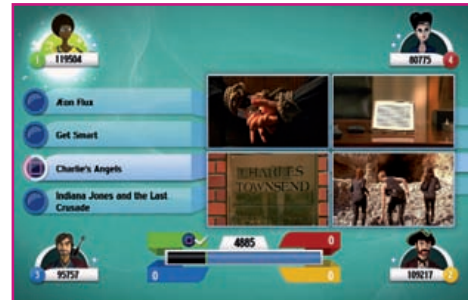 1
119504
80775
4
Æon Flux
Get Smart
Charlie's Angels
Indiana Jones and the Last
Crusade
CHARLES
TOWNSEND
4885
0
0
0
3
95757
109217
2